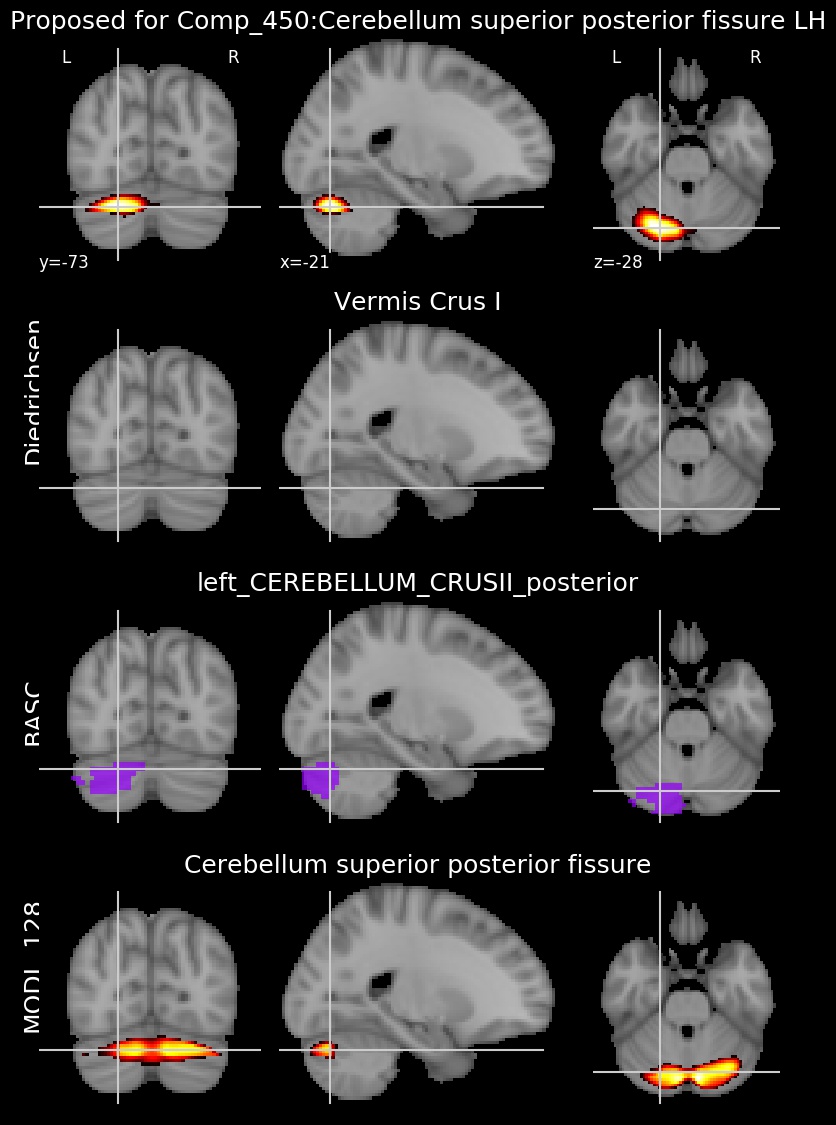 Proposed for Comp_450:Cerebellum superior posterior fissure LH
L R L R
y=-73 x=-21 z=-28
Vermis Crus I
Diedrichsen
left_CEREBELLUM_CRUSII_posterior
BASC
Cerebellum superior posterior fissure
MODL 128